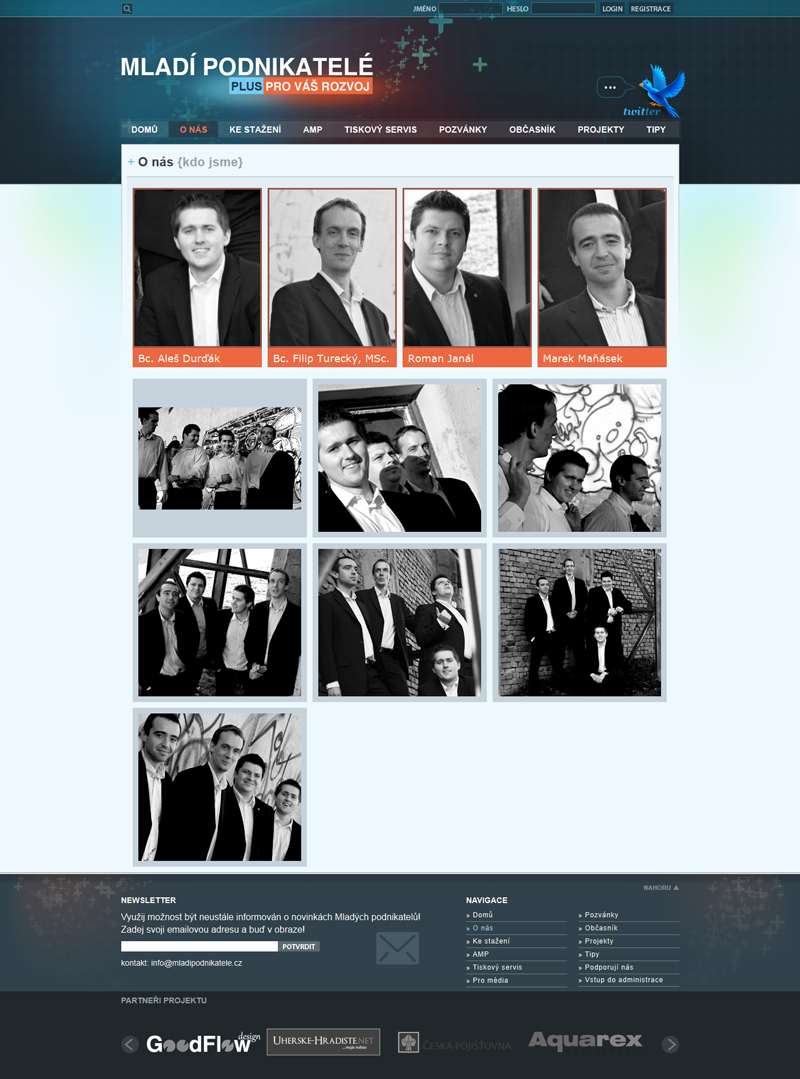 JMÉNO HESLO LOGIN REGISTRACE
MLADÍ PODNIKATELÉ
PLUS PRO VÁŠ ROZVOJ
twitter
DOMŮ O NÁS KE STAŽENÍ AMP TISKOVÝ SERVIS POZVÁNKY OBČASNÍK PROJEKTY TIPY
+ O nás {kdo jsme}
Bc. Aleš Durďák Bc. Filip Turecký, MSc. Roman Janál Marek Maňásek
NAHORU
NEWSLETTER
Využij možnost být neustále informován o novinkách Mladých podnikatelů!
Zadej svoji emailovou adresu a buď v obraze!
POTVRDIT
kontakt: info@mladipodnikatele.cz
NAVIGACE
» Domů » Pozvánky
» O nás » Občasník
» Ke stažení » Projekty
» AMP » Tipy
» Tiskový servis » Podporují nás
» Pro média » Vstup do administrace
PARTNEŘI PROJEKTU
GoodFlow design UHERSKE-HRADISTE.NET ...moje město ČESKÁ POJIŠŤOVNA Aquarex